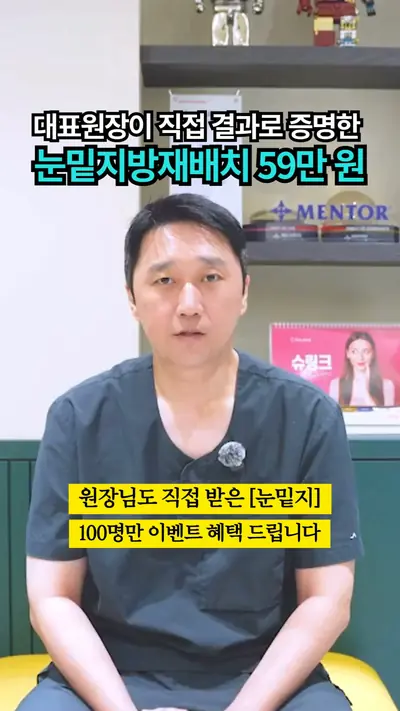 대표원장이 직접 결과로 증명한
눈밑지방재배치 59만 원
MENTOR
슈링크
원장님도 직접 받은 [눈밑지]
100명만 이벤트 혜택 드립니다